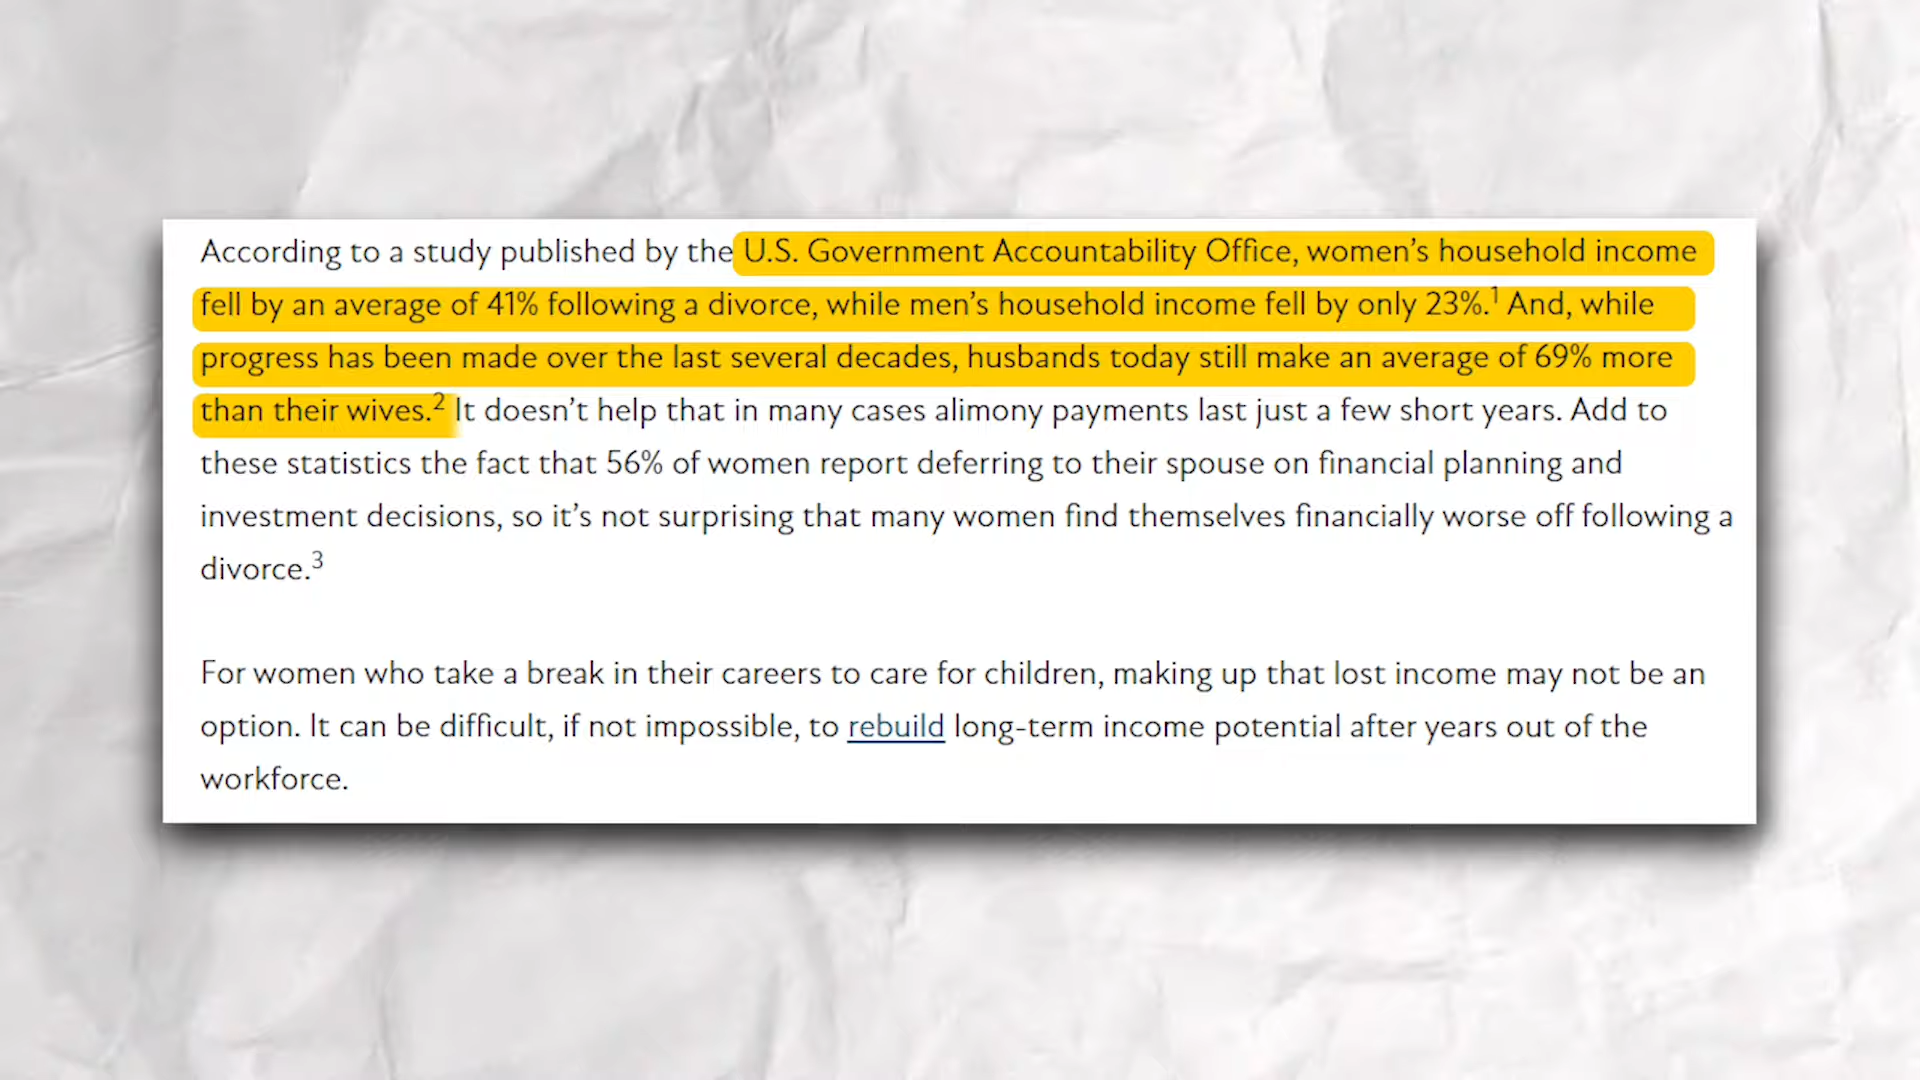 According to a study published by the U.S. Government Accountability Office, women’s household income
fell by an average of 41% following a divorce, while men’s household income fell by only 23%.¹ And, while
progress has been made over the last several decades, husbands today still make an average of 69% more
than their wives.² It doesn’t help that in many cases alimony payments last just a few short years. Add to
these statistics the fact that 56% of women report deferring to their spouse on financial planning and
investment decisions, so it’s not surprising that many women find themselves financially worse off following a
divorce.³
For women who take a break in their careers to care for children, making up that lost income may not be an
option. It can be difficult, if not impossible, to rebuild long-term income potential after years out of the
workforce.